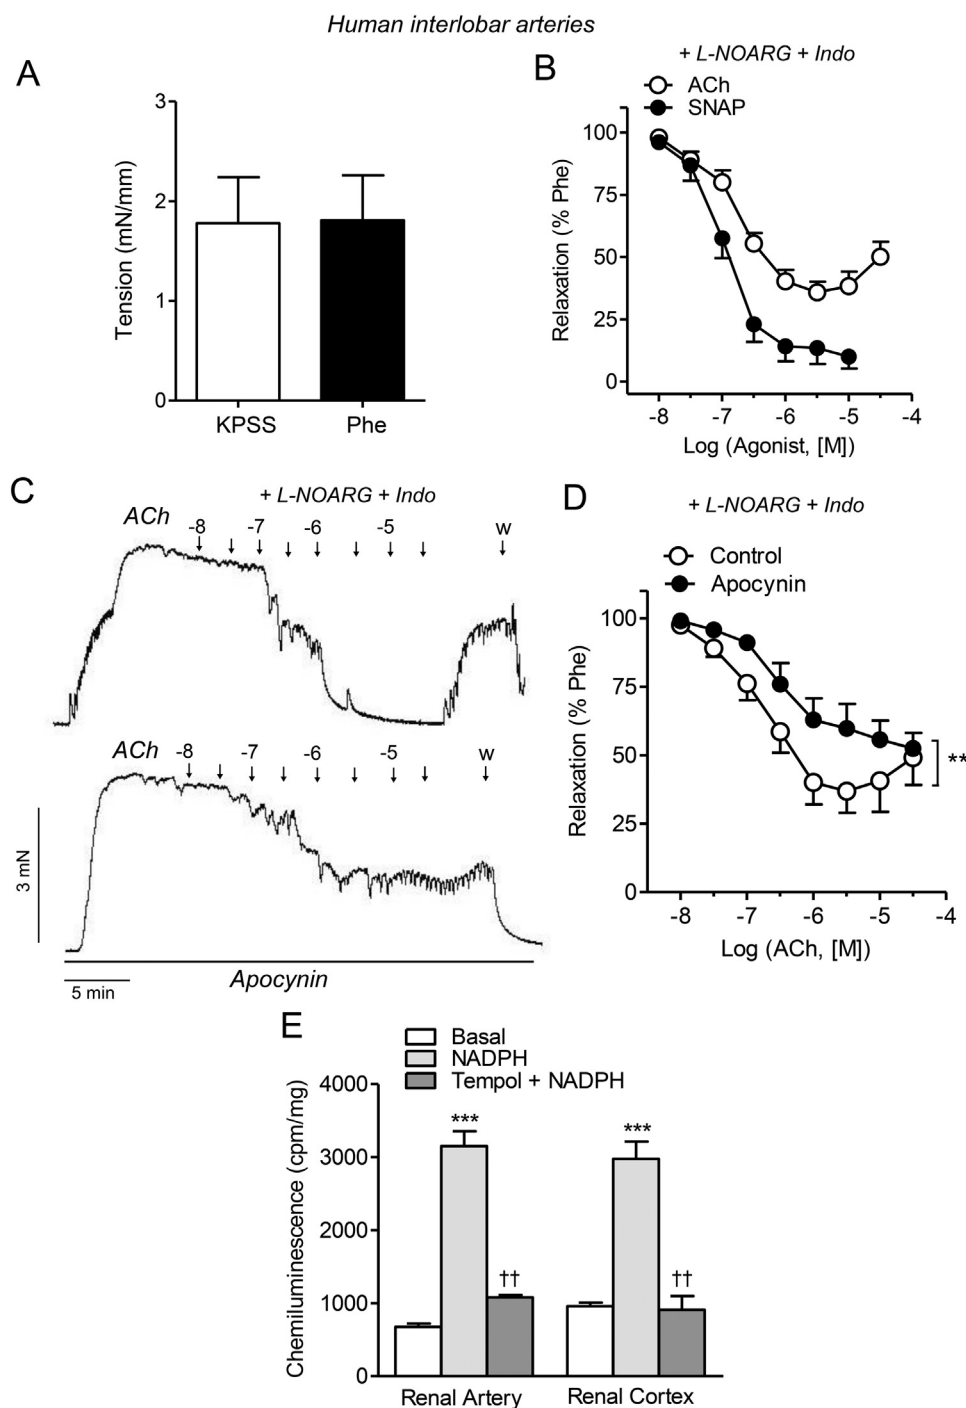 Human interlobar arteries
A
Tension (mN/mm)
3
2
1
0
KPSS Phe
B
+ L-NOARG + Indo
ACh
SNAP
Relaxation (% Phe)
100
75
50
25
0
-8 -7 -6 -5 -4
Log (Agonist, [M])
C
+ L-NOARG + Indo
ACh -8 -7 -6 -5 w
ACh -8 -7 -6 -5 w
3 mN
Apocynin
5 min
D
+ L-NOARG + Indo
Control
Apocynin
Relaxation (% Phe)
100
75
50
25
0
**
-8 -7 -6 -5 -4
Log (ACh, [M])
E
Basal
NADPH
Tempol + NADPH
Chemiluminescence (cpm/mg)
4000
3000
2000
1000
0
*** ***
†† ††
Renal Artery Renal Cortex